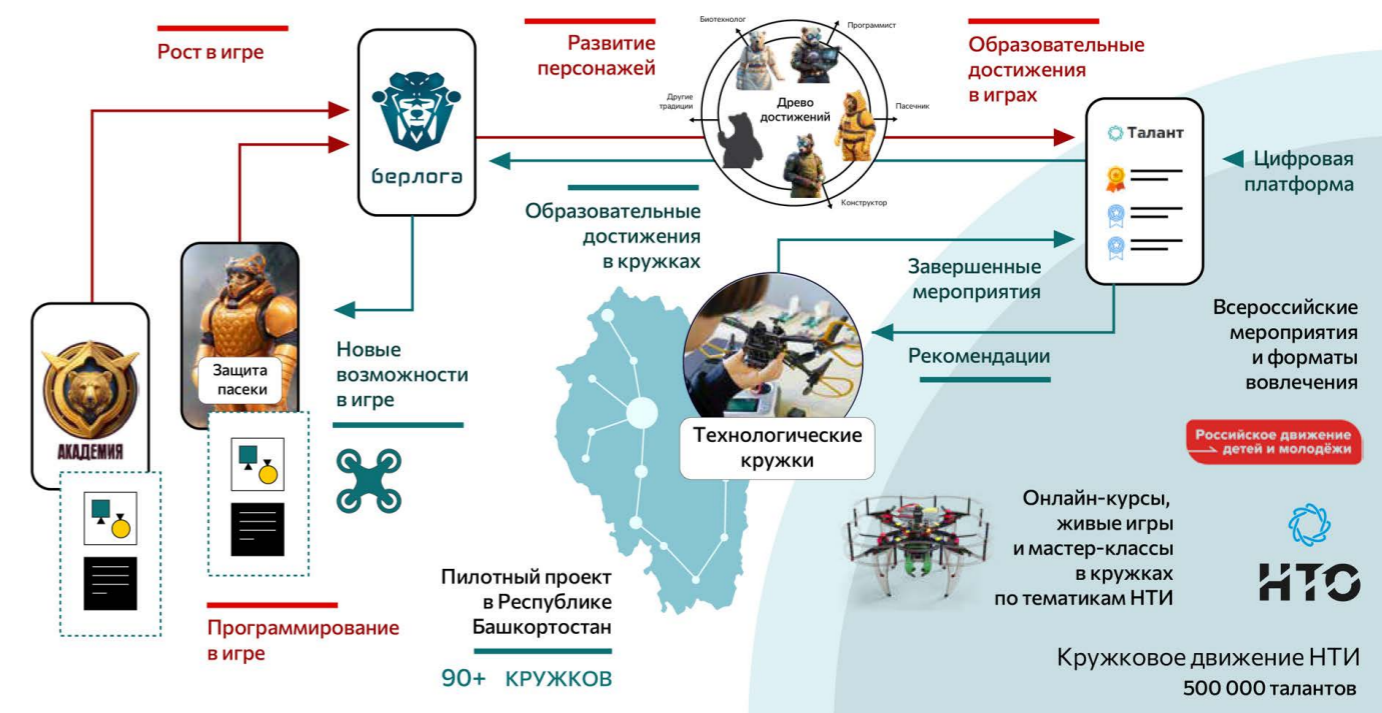 Рост в игре
берлога
Развитие
персонажей
Биотехнолог
Программист
Другие
традиции
Древо
достижений
Пасечник
Конструктор
Образовательные
достижения
в играх
Талант
Цифровая
платформа
Образовательные
достижения
в кружках
Завершенные
мероприятия
Рекомендации
Защита
пасеки
АКАДЕМИЯ
Новые
возможности
в игре
Технологические
кружки
Всероссийские
мероприятия
и форматы
вовлечения
Российское движение
детей и молодёжи
Онлайн-курсы,
живые игры
и мастер-классы
в кружках
по тематикам НТИ
НТО
Программирование
в игре
Пилотный проект
в Республике
Башкортостан
90+ КРУЖКОВ
Кружковое движение НТИ
500 000 талантов